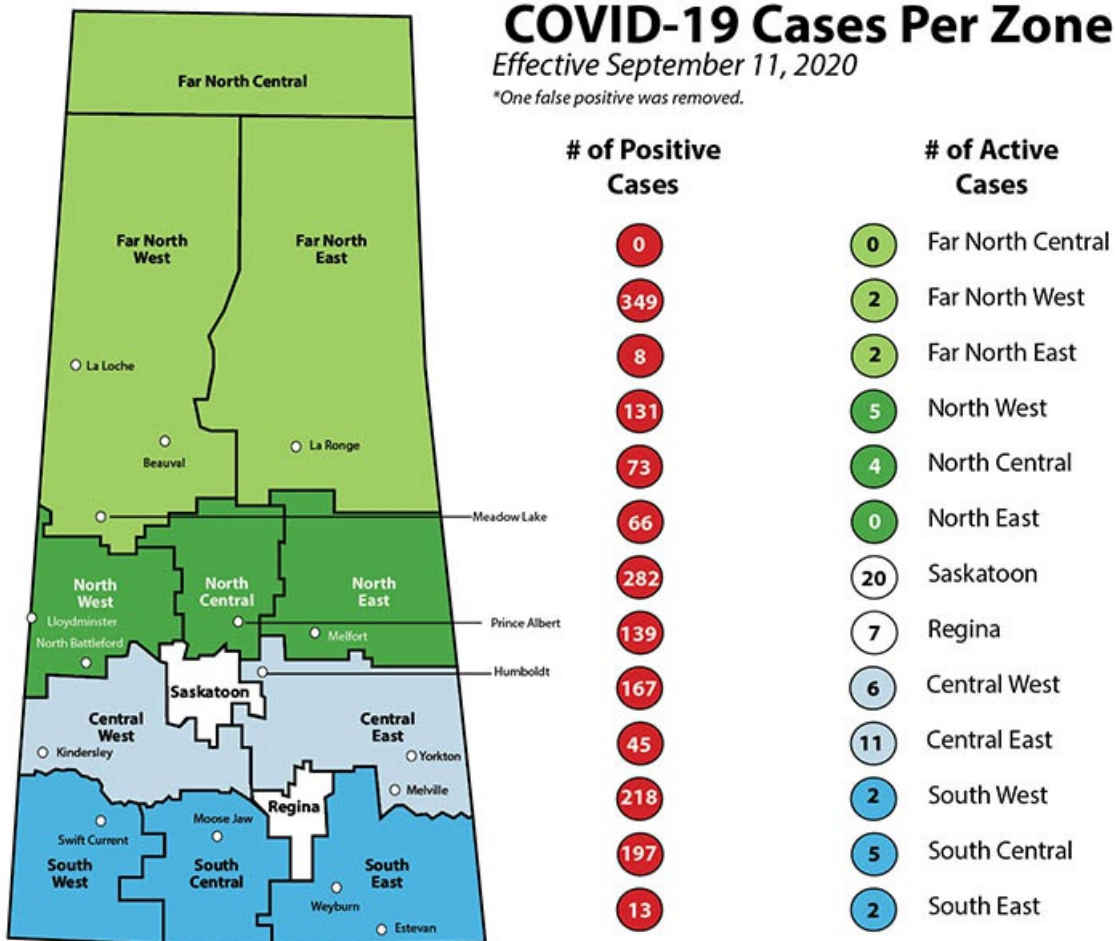 COVID-19 Cases Per Zone
Effective September 11, 2020
*One false positive was removed.
# of Positive
Cases
# of Active
Cases
0 0 Far North Central
349 2 Far North West
8 2 Far North East
131 5 North West
73 4 North Central
66 0 North East
282 20 Saskatoon
139 7 Regina
167 6 Central West
45 11 Central East
218 2 South West
197 5 South Central
13 2 South East
Far North Central
Far North
West
Far North
East
La Loche
Beauval
La Ronge
Meadow Lake
North
West
North
Central
North
East
Lloydminster
North Battleford
Prince Albert
Melfort
Humboldt
Saskatoon
Central
West
Central
East
Kindersley
Yorkton
Melville
Regina
Moose Jaw
Swift Current
South
West
South
Central
South
East
Weyburn
Estevan